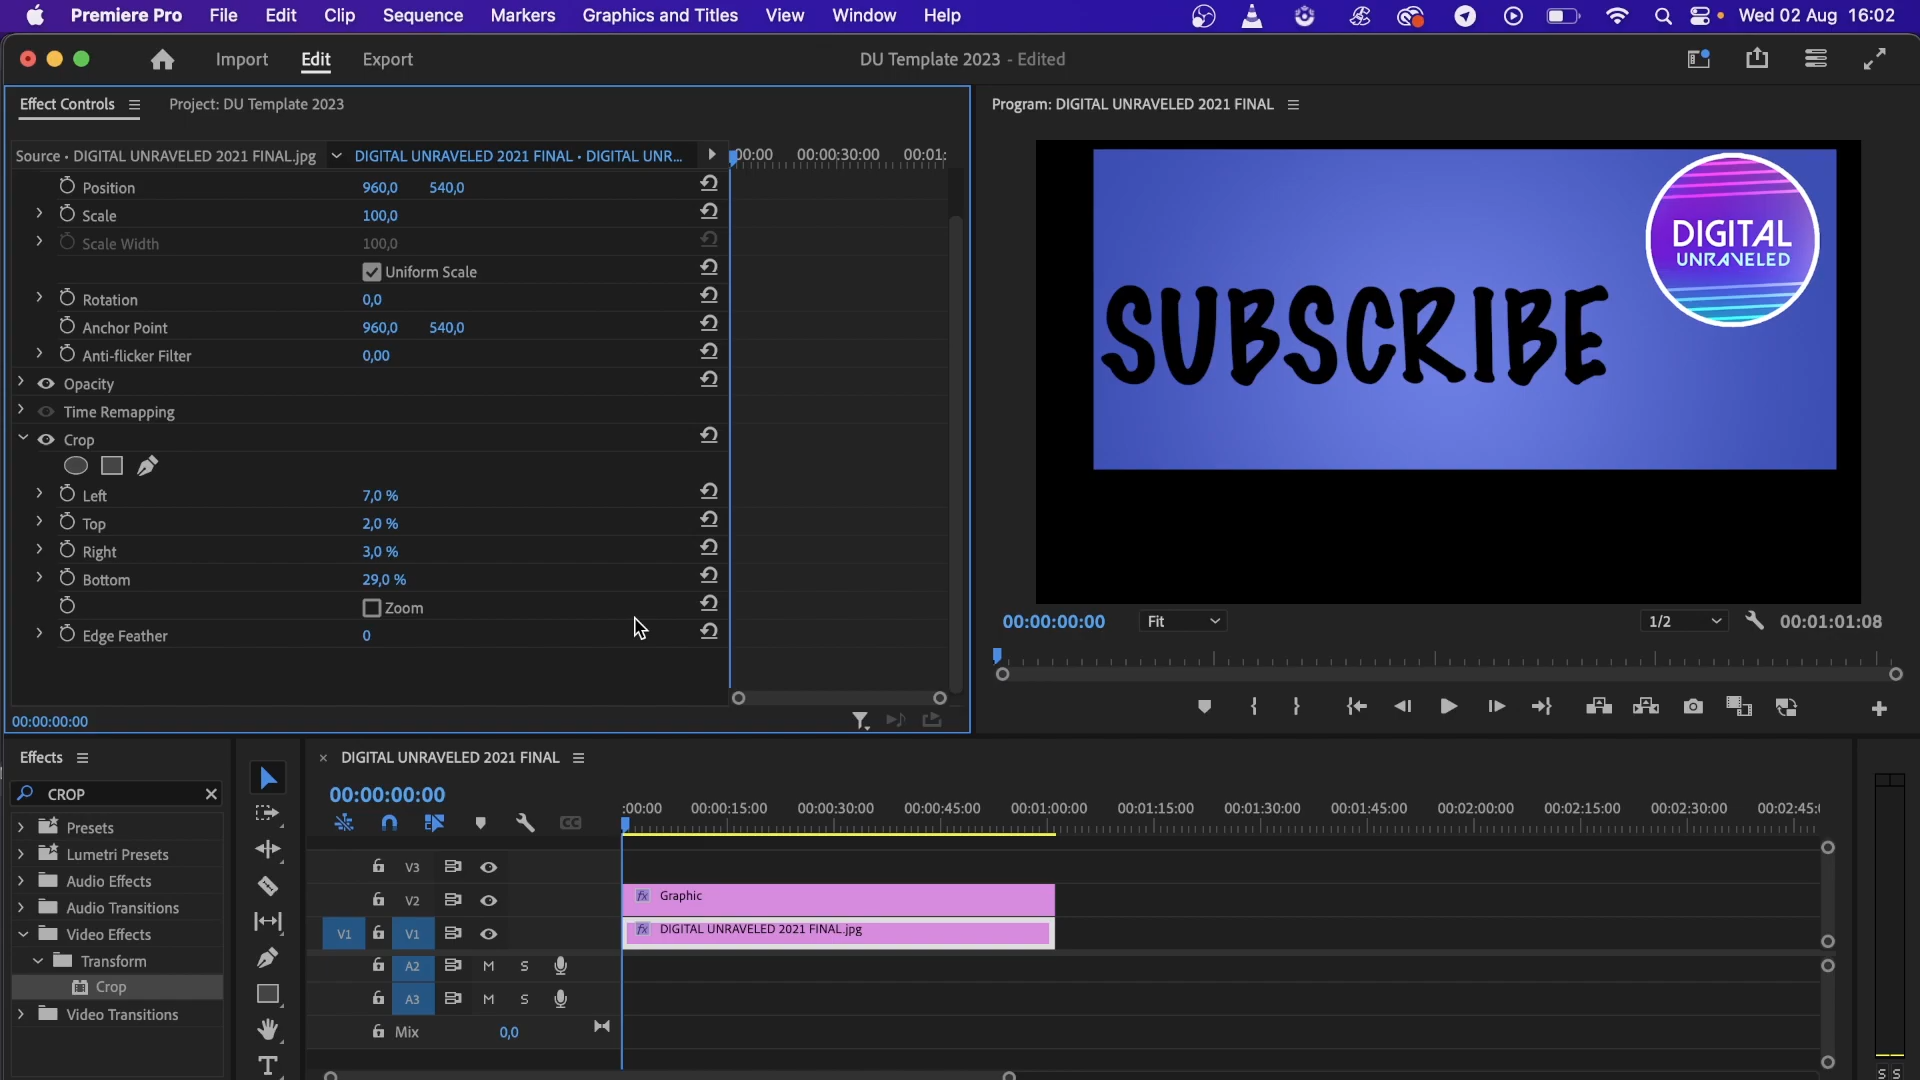 Premiere Pro File Edit Clip Sequence Markers Graphics and Titles View Window Help Wed 02 Aug 16:02
Import Edit Export DU Template 2023 - Edited
Effect Controls Project: DU Template 2023
Source • DIGITAL UNRAVELED 2021 FINAL.jpg DIGITAL UNRAVELED 2021 FINAL • DIGITAL UNR... :00:00 00:00:30:00 00:01:
Position 960,0 540,0
Scale 100,0
Scale Width 100,0
Uniform Scale
Rotation 0,0
Anchor Point 960,0 540,0
Anti-flicker Filter 0,00
Opacity
Time Remapping
Crop
Left 7,0 %
Top 2,0 %
Right 3,0 %
Bottom 29,0 %
Zoom
Edge Feather 0
00:00:00:00
Program: DIGITAL UNRAVELED 2021 FINAL
DIGITAL
UNRAVELED
SUBSCRIBE
00:00:00:00 Fit 1/2 00:01:01:08
Effects
CROP
Presets
Lumetri Presets
Audio Effects
Audio Transitions
Video Effects
Transform
Crop
Video Transitions
T
× DIGITAL UNRAVELED 2021 FINAL
00:00:00:00
:00:00 00:00:15:00 00:00:30:00 00:00:45:00 00:01:00:00 00:01:15:00 00:01:30:00 00:01:45:00 00:02:00:00 00:02:15:00 00:02:30:00 00:02:45:
CC
V3
V2 fx Graphic
V1 V1 fx DIGITAL UNRAVELED 2021 FINAL.jpg
A2 M S
A3 M S
Mix 0,0
S S